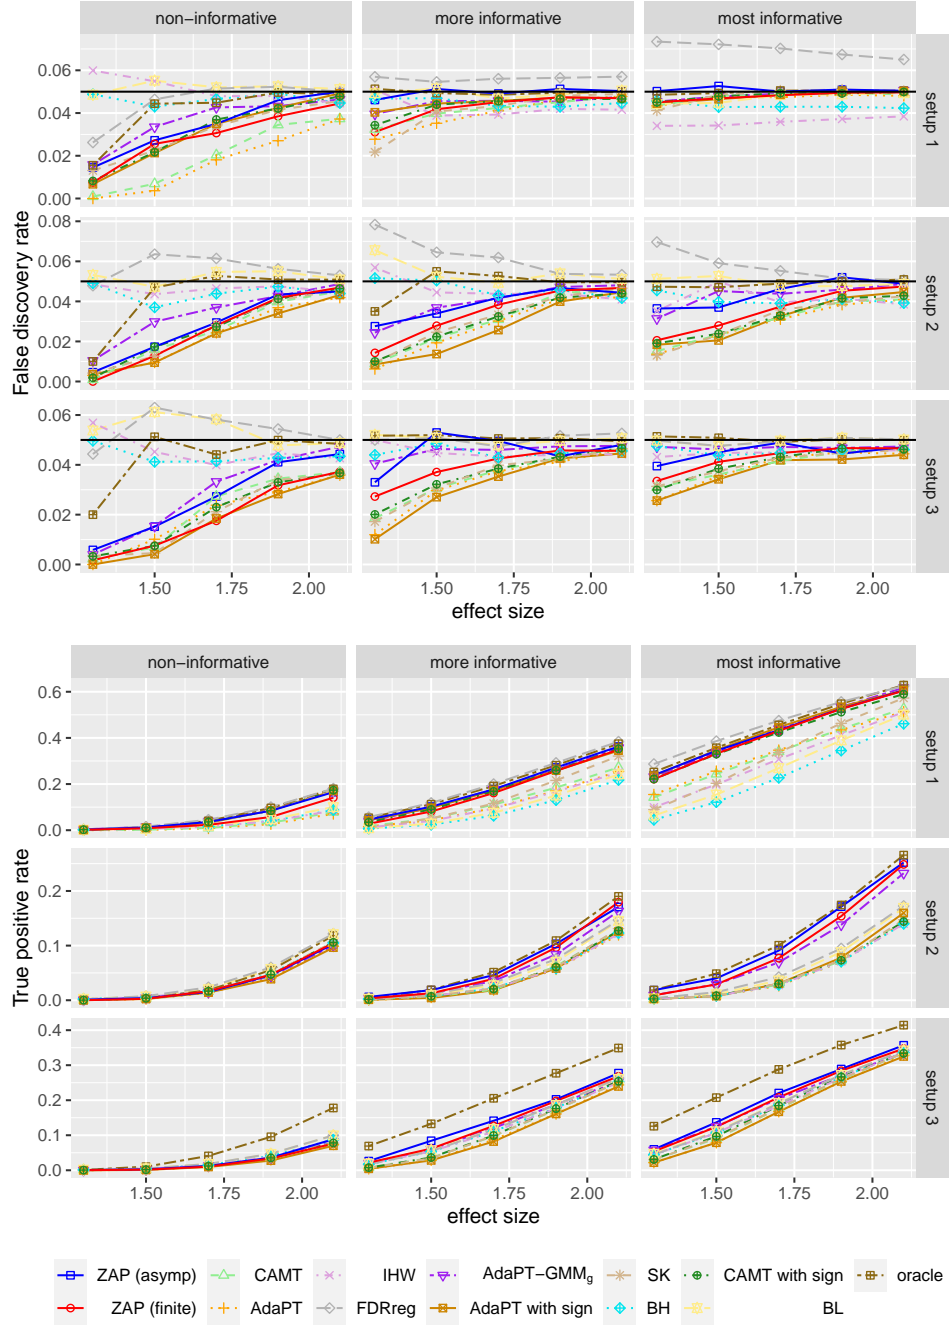 non−informative more informative most informative
0.06
0.04
0.02
0.00
setup 1
0.08
0.06
0.04
0.02
0.00
setup 2
0.06
0.04
0.02
0.00
setup 3
False discovery rate
1.50 1.75 2.00 1.50 1.75 2.00 1.50 1.75 2.00
effect size
non−informative more informative most informative
0.6
0.4
0.2
0.0
setup 1
0.2
0.1
0.0
setup 2
0.4
0.3
0.2
0.1
0.0
setup 3
True positive rate
1.50 1.75 2.00 1.50 1.75 2.00 1.50 1.75 2.00
effect size
ZAP (asymp) CAMT IHW AdaPT−GMMg SK CAMT with sign oracle
ZAP (finite) AdaPT FDRreg AdaPT with sign BH BL